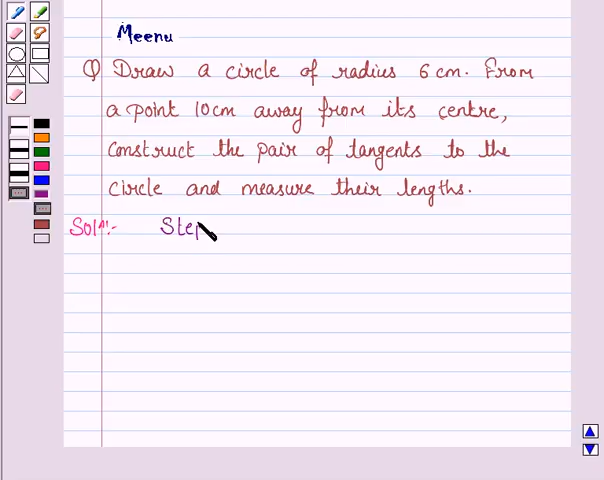 Meenu
Q Draw a circle of radius 6 cm. From
a point 10cm away from its centre,
construct the pair of tangents to the
circle and measure their lengths.
Solⁿ:- Step